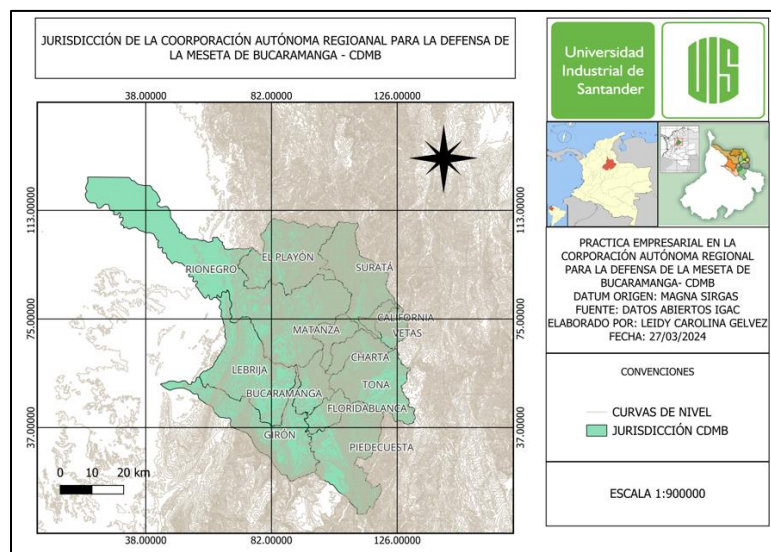 JURISDICCIÓN DE LA COORPORACIÓN AUTÓNOMA REGIOANAL PARA LA DEFENSA DE
LA MESETA DE BUCARAMANGA - CDMB
38.00000 82.00000 126.00000
113.00000 113.00000
75.00000 75.00000
37.00000 37.00000
EL PLAYÓN
RIONEGRO
SURATÁ
CALIFORNIA
MATANZA
VETAS
CHARTA
LEBRIJA
TONA
BUCARAMANGA
FLORIDABLANCA
GIRÓN
PIEDECUESTA
0 10 20 km
38.00000 82.00000 126.00000
Universidad
Industrial de
Santander
UIS
PRACTICA EMPRESARIAL EN LA
CORPORACIÓN AUTÓNOMA REGIONAL
PARA LA DEFENSA DE LA MESETA DE
BUCARAMANGA- CDMB
DATUM ORIGEN: MAGNA SIRGAS
FUENTE: DATOS ABIERTOS IGAC
ELABORADO POR: LEIDY CAROLINA GELVEZ
FECHA: 27/03/2024
CONVENCIONES
CURVAS DE NIVEL
JURISDICCIÓN CDMB
ESCALA 1:900000